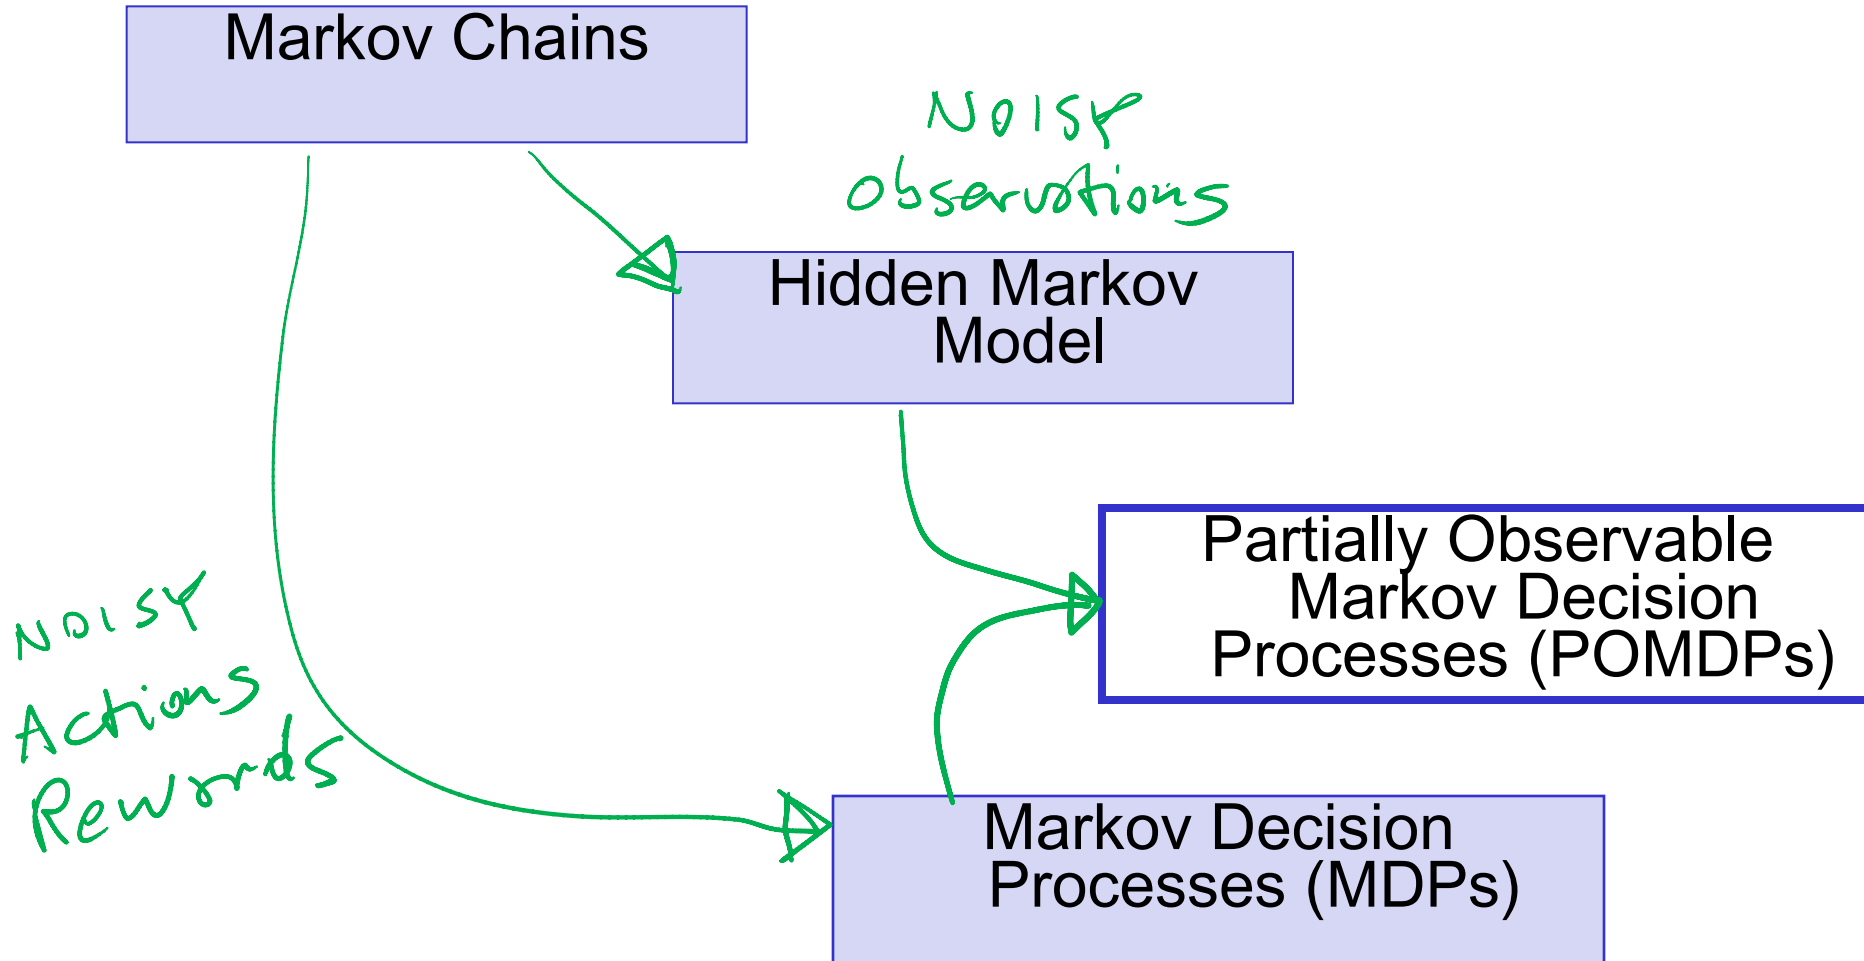 Markov Chains
NOISY
Observations
Hidden Markov
Model
Partially Observable
Markov Decision
Processes (POMDPs)
NOISY
Actions
Rewards
Markov Decision
Processes (MDPs)